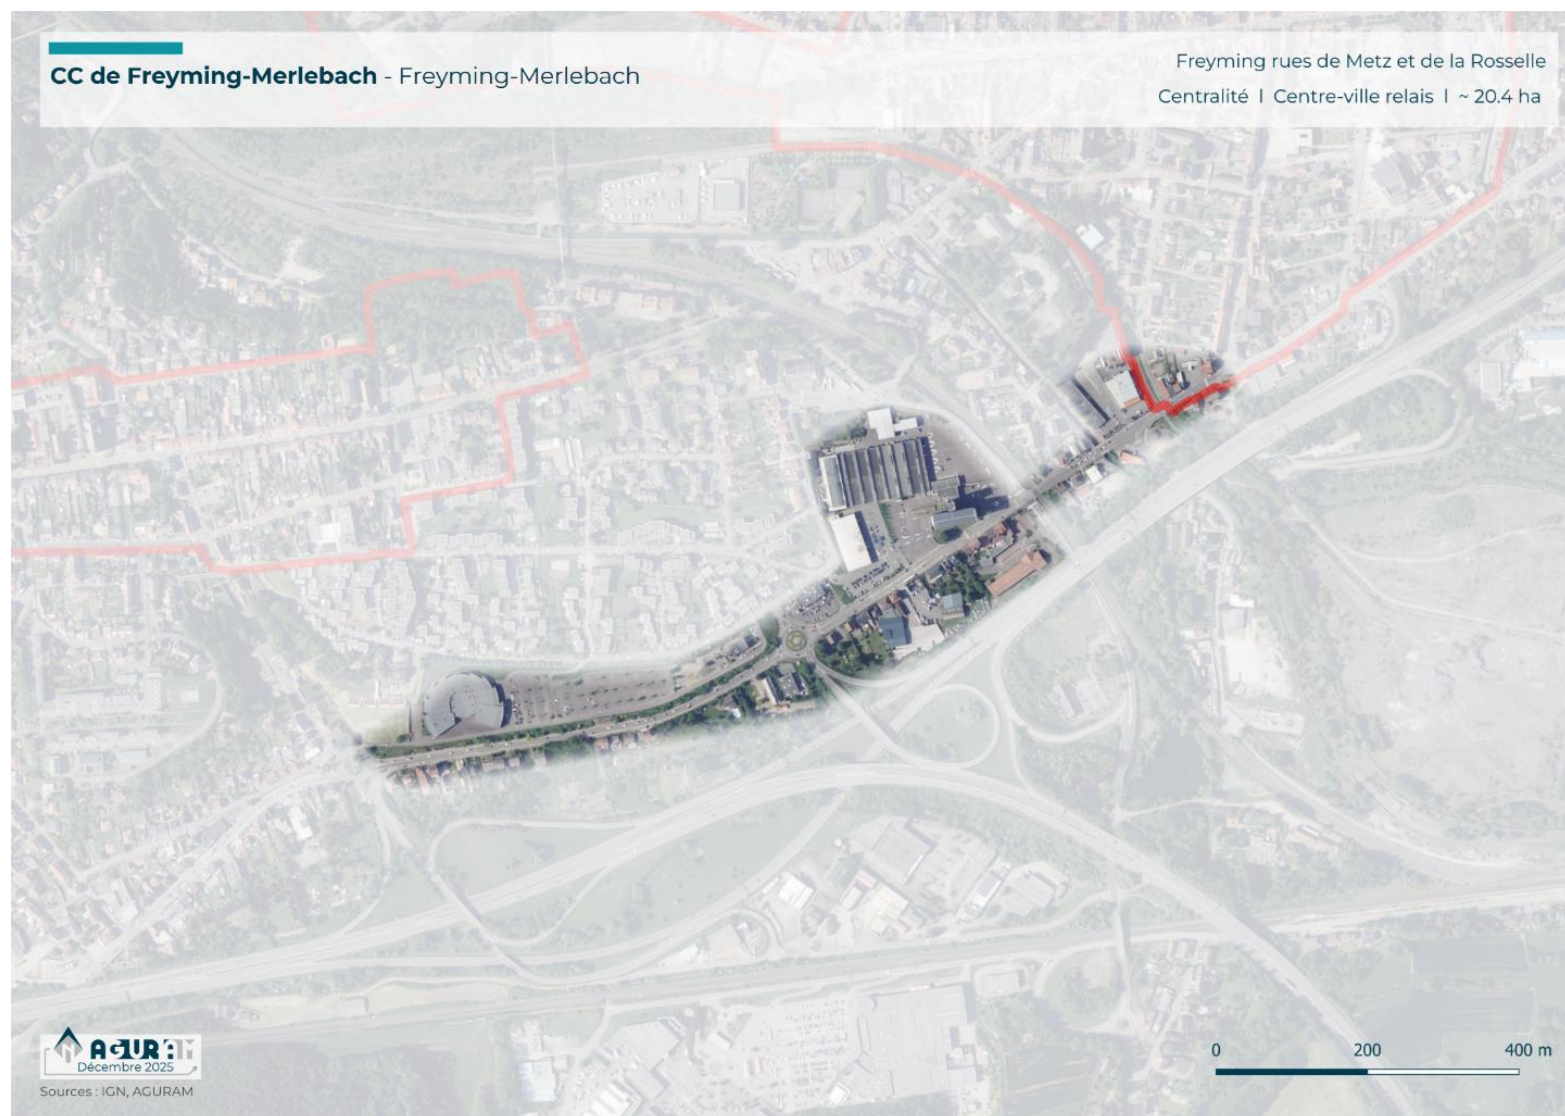 CC de Freyming-Merlebach - Freyming-Merlebach
Freyming rues de Metz et de la Rosselle
Centralité I Centre-ville relais I ~ 20.4 ha
AGURAM
Décembre 2025
Sources : IGN, AGURAM
0 200 400 m